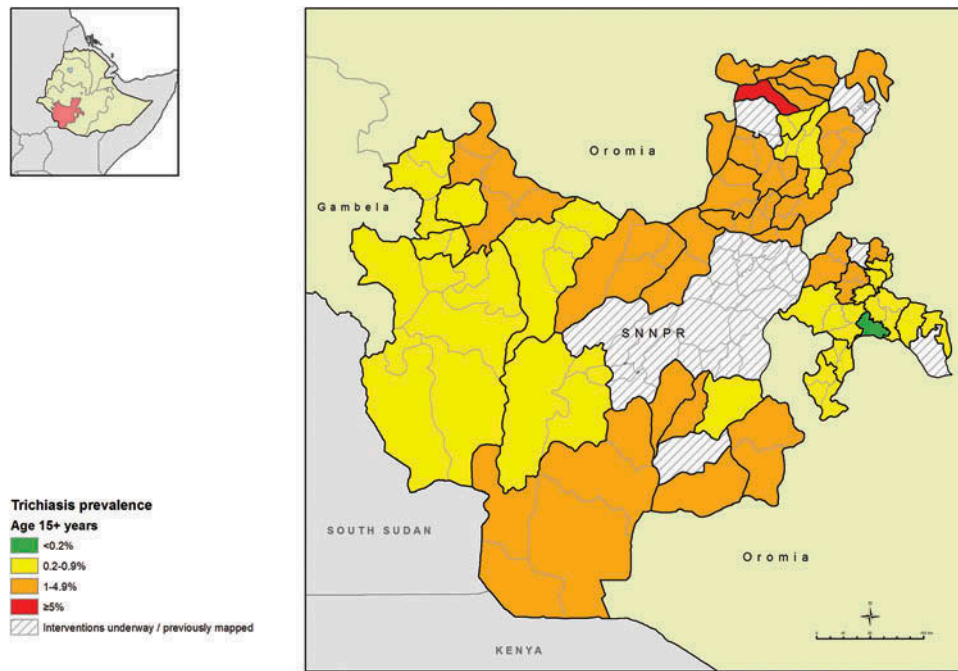 Oromia
Gambela
SNNPR
Trichiasis prevalence
Age 15+ years
<0.2%
0.2-0.9%
1-4.9%
≥5%
Interventions underway / previously mapped
SOUTH SUDAN
Oromia
KENYA